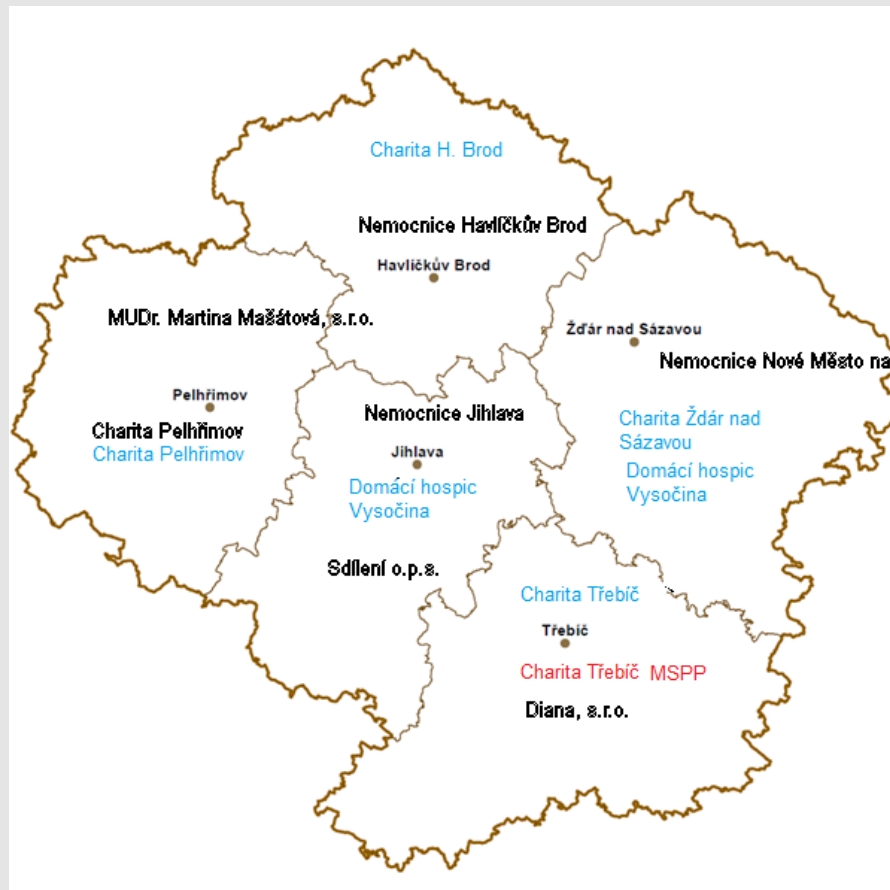 Charita H. Brod
Nemocnice Havlíčkův Brod
Havlíčkův Brod
MUDr. Martina Mašátová, s.r.o.
Žďár nad Sázavou
Nemocnice Nové Město na
Pelhřimov
Charita Pelhřimov
Charita Pelhřimov
Nemocnice Jihlava
Jihlava
Domácí hospic
Vysočina
Charita Ždár nad
Sázavou
Domácí hospic
Vysočina
Sdílení o.p.s.
Charita Třebíč
Třebíč
Charita Třebíč MSPP
Diana, s.r.o.